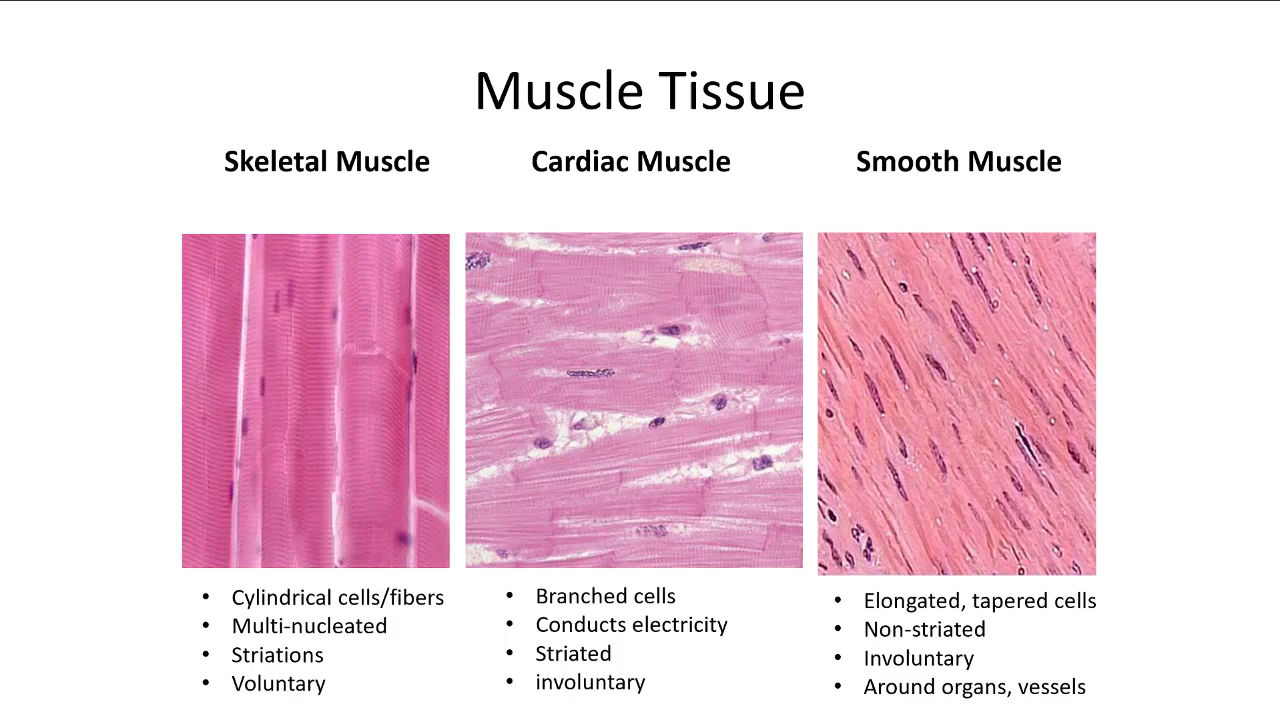 Muscle Tissue
Skeletal Muscle
Cardiac Muscle
Smooth Muscle
• Cylindrical cells/fibers
• Multi-nucleated
• Striations
• Voluntary
• Branched cells
• Conducts electricity
• Striated
• involuntary
• Elongated, tapered cells
• Non-striated
• Involuntary
• Around organs, vessels